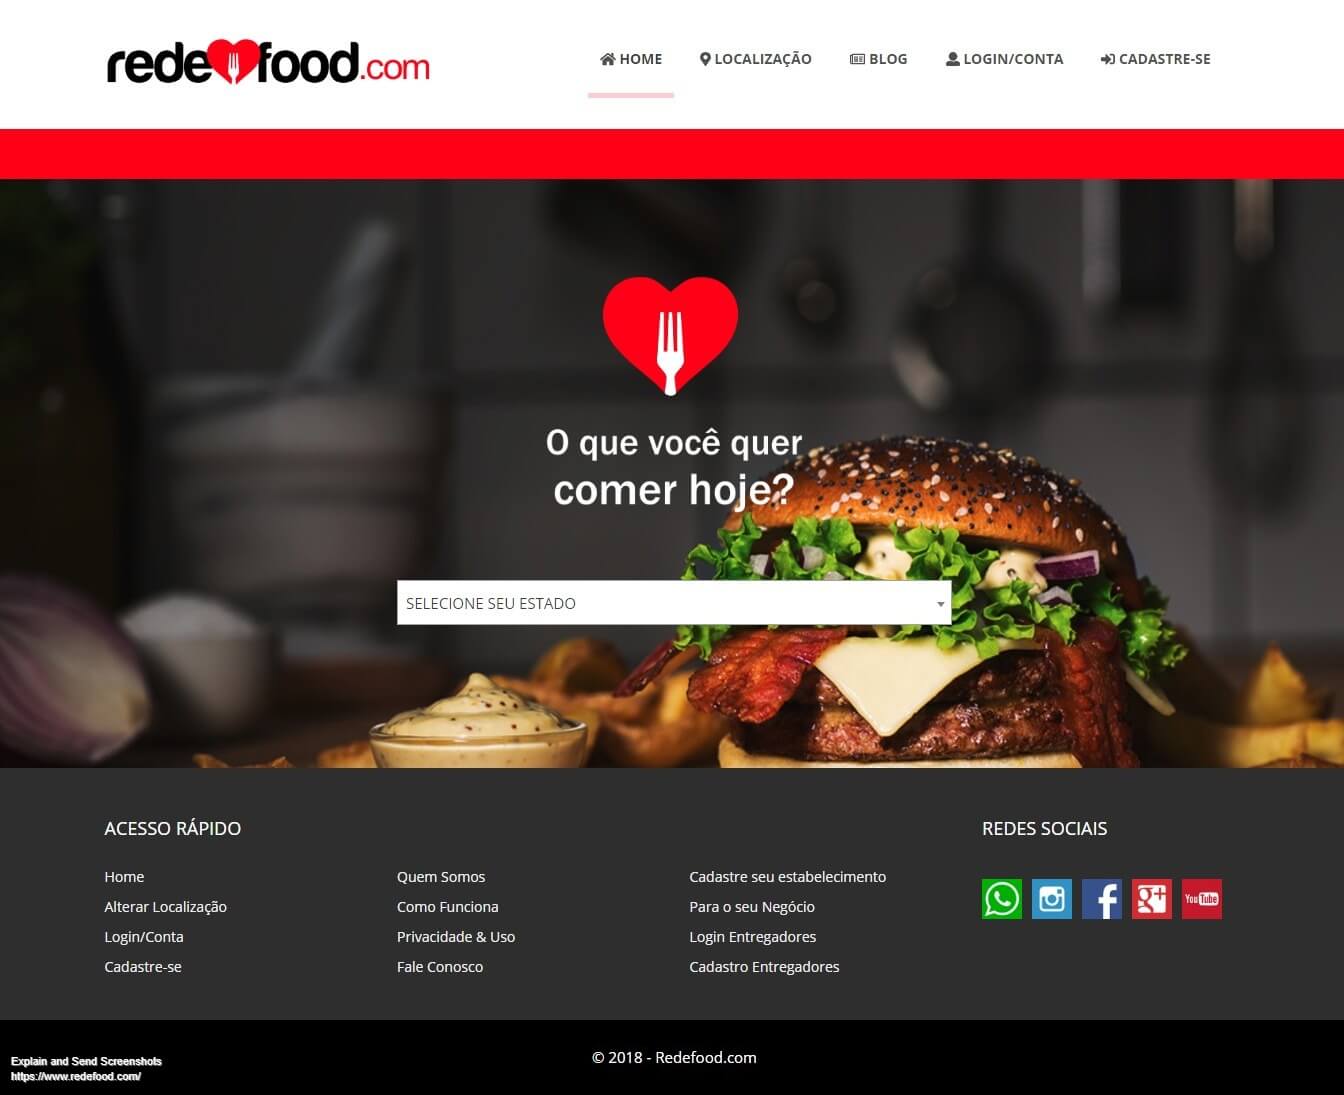 redefood.com
HOME
LOCALIZAÇÃO
BLOG
LOGIN/CONTA
CADASTRE-SE
O que você quer
comer hoje?
SELECIONE SEU ESTADO
ACESSO RÁPIDO
Home
Alterar Localização
Login/Conta
Cadastre-se
Quem Somos
Como Funciona
Privacidade & Uso
Fale Conosco
Cadastre seu estabelecimento
Para o seu Negócio
Login Entregadores
Cadastro Entregadores
REDES SOCIAIS
g+
You Tube
© 2018 - Redefood.com
Explain and Send Screenshots
https://www.redefood.com/